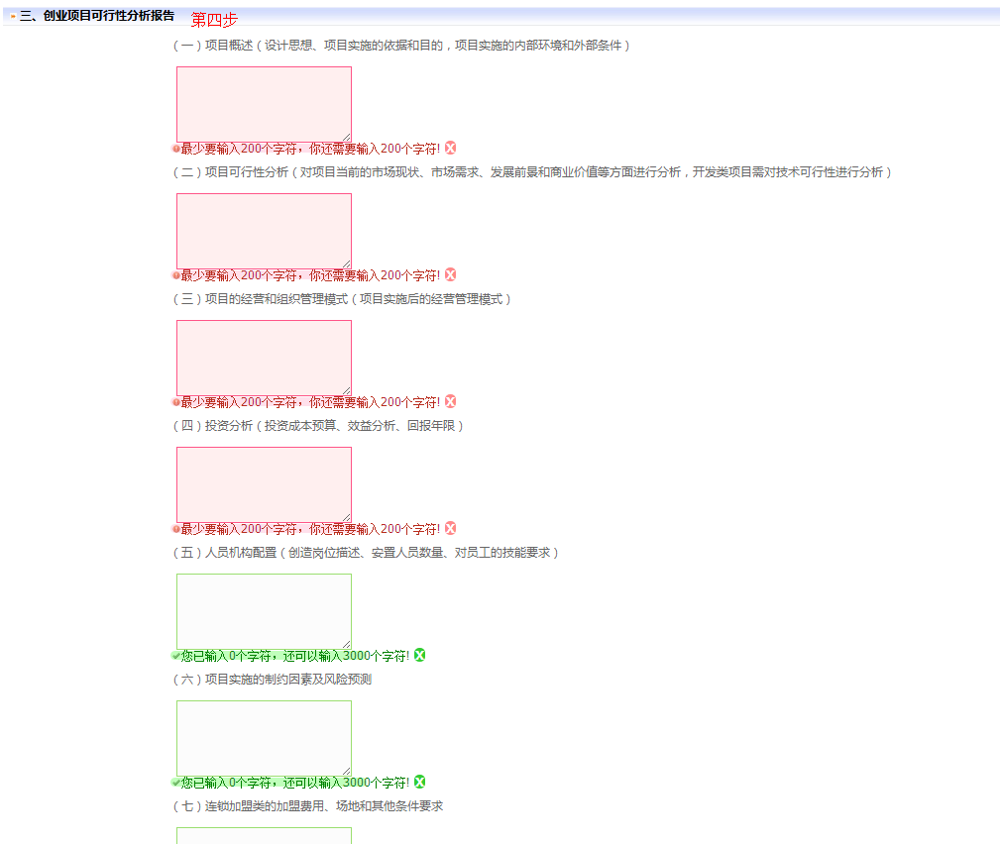 三、创业项目可行性分析报告 第四步
（一）项目概述（设计思想、项目实施的依据和目的，项目实施的内部环境和外部条件）
最少要输入200个字符，你还需要输入200个字符!
（二）项目可行性分析（对项目当前的市场现状、市场需求、发展前景和商业价值等方面进行分析，开发类项目需对技术可行性进行分析）
最少要输入200个字符，你还需要输入200个字符!
（三）项目的经营和组织管理模式（项目实施后的经营管理模式）
最少要输入200个字符，你还需要输入200个字符!
（四）投资分析（投资成本预算、效益分析、回报年限）
最少要输入200个字符，你还需要输入200个字符!
（五）人员机构配置（创造岗位描述、安置人员数量、对员工的技能要求）
您已输入0个字符，还可以输入3000个字符!
（六）项目实施的制约因素及风险预测
您已输入0个字符，还可以输入3000个字符!
（七）连锁加盟类的加盟费用、场地和其他条件要求